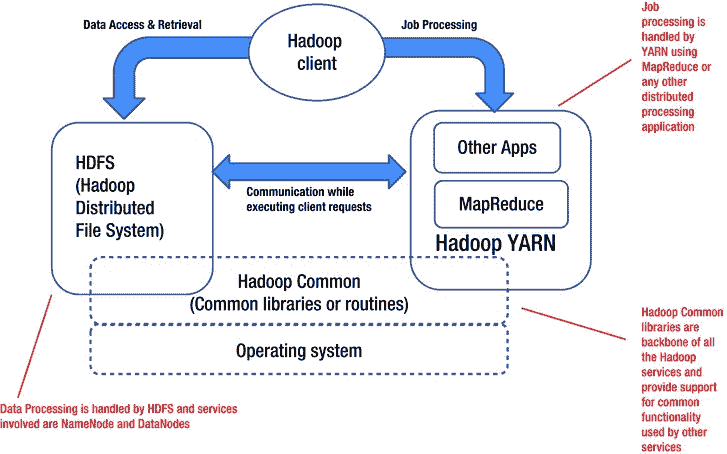 Data Access & Retrieval
Hadoop
client
Job Processing
Job
processing is
handled by
YARN using
MapReduce or
any other
distributed
processing
application
HDFS
(Hadoop
Distributed
File System)
Communication while
executing client requests
Other Apps
MapReduce
Hadoop YARN
Hadoop Common
(Common libraries or routines)
Operating system
Hadoop Common
libraries are
backbone of all
the Hadoop
services and
provide support
for common
functionality
used by other
services
Data Processing is handled by HDFS and services
involved are NameNode and DataNodes